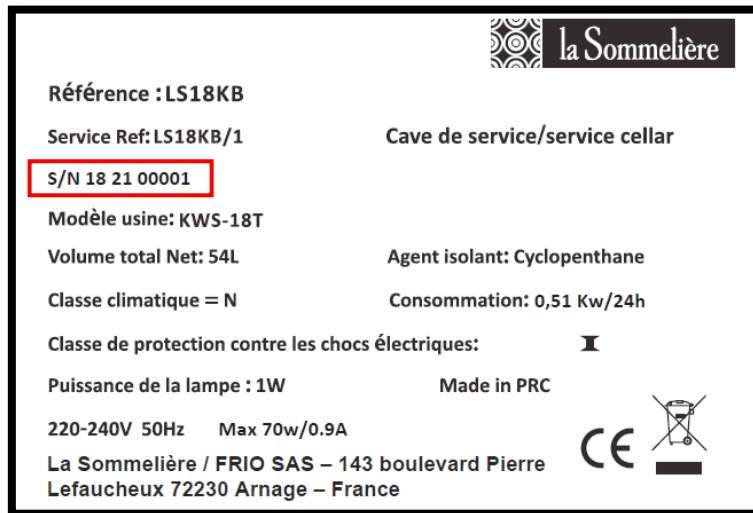 la Sommelière
Référence : LS18KB
Service Ref: LS18KB/1 Cave de service/service cellar
S/N 18 21 00001
Modèle usine: KWS-18T
Volume total Net: 54L Agent isolant: Cyclopenthane
Classe climatique = N Consommation: 0,51 Kw/24h
Classe de protection contre les chocs électriques: I
Puissance de la lampe : 1W Made in PRC
220-240V 50Hz Max 70w/0.9A
CE
La Sommelière / FRIO SAS – 143 boulevard Pierre
Lefaucheux 72230 Arnage – France